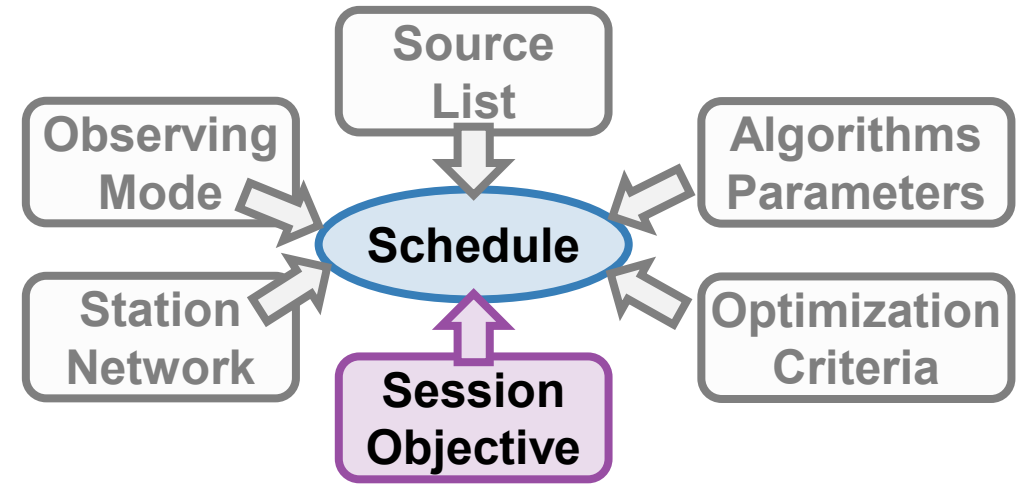 Source
List
Observing
Mode
Algorithms
Parameters
Schedule
Station
Network
Optimization
Criteria
Session
Objective